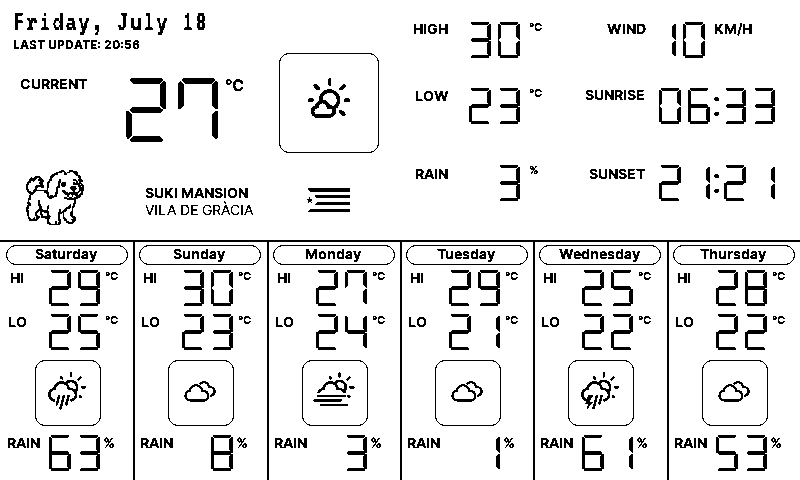 Friday, July 18
LAST UPDATE: 20:56
CURRENT 27 °C
HIGH 30 °C
WIND 10 KM/H
LOW 23 °C
SUNRISE 06:33
RAIN 3 %
SUNSET 21:21
SUKI MANSION
VILA DE GRÀCIA
Saturday
HI 29 °C
LO 25 °C
RAIN 63 %
Sunday
HI 30 °C
LO 23 °C
RAIN 8 %
Monday
HI 27 °C
LO 24 °C
RAIN 3 %
Tuesday
HI 29 °C
LO 21 °C
RAIN 1 %
Wednesday
HI 25 °C
LO 22 °C
RAIN 61 %
Thursday
HI 28 °C
LO 22 °C
RAIN 53 %